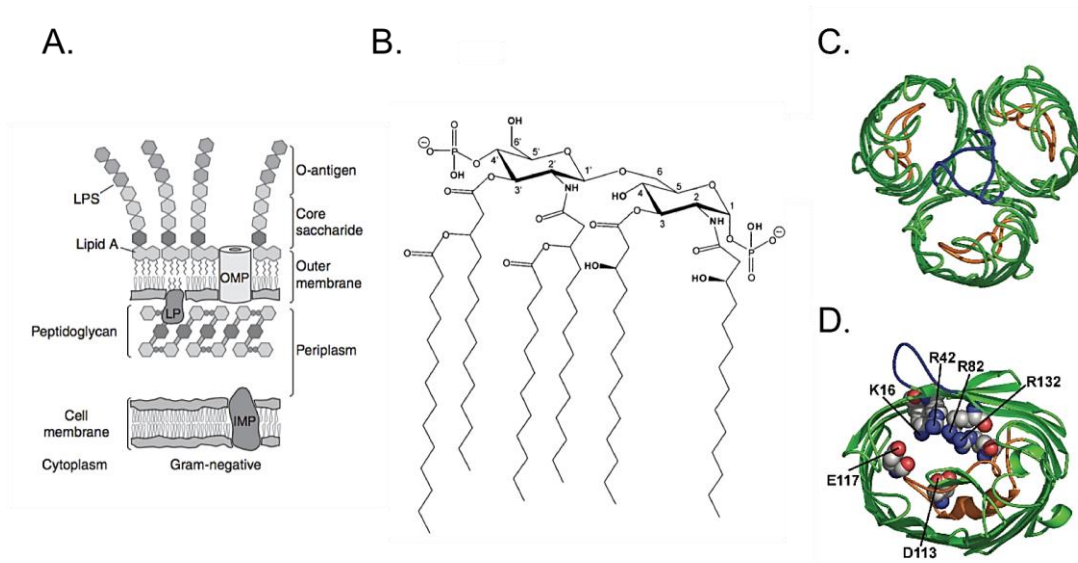 A.
O-antigen
LPS
Core
saccharide
Lipid A
Outer
membrane
OMP
LP
Peptidoglycan
Periplasm
Cell
membrane
IMP
Cytoplasm
Gram-negative
B.
OH
6'
O
⊖O P O
OH
4'
5'
O
2'
1'
3'
O
NH
O
O
O
O
O
O
O
6
HO
4
5
O
2
1
3
O
NH
O
O
HO
O
HO
O
O P O⊖
OH
O
C.
D.
R42
R82
K16
R132
E117
D113